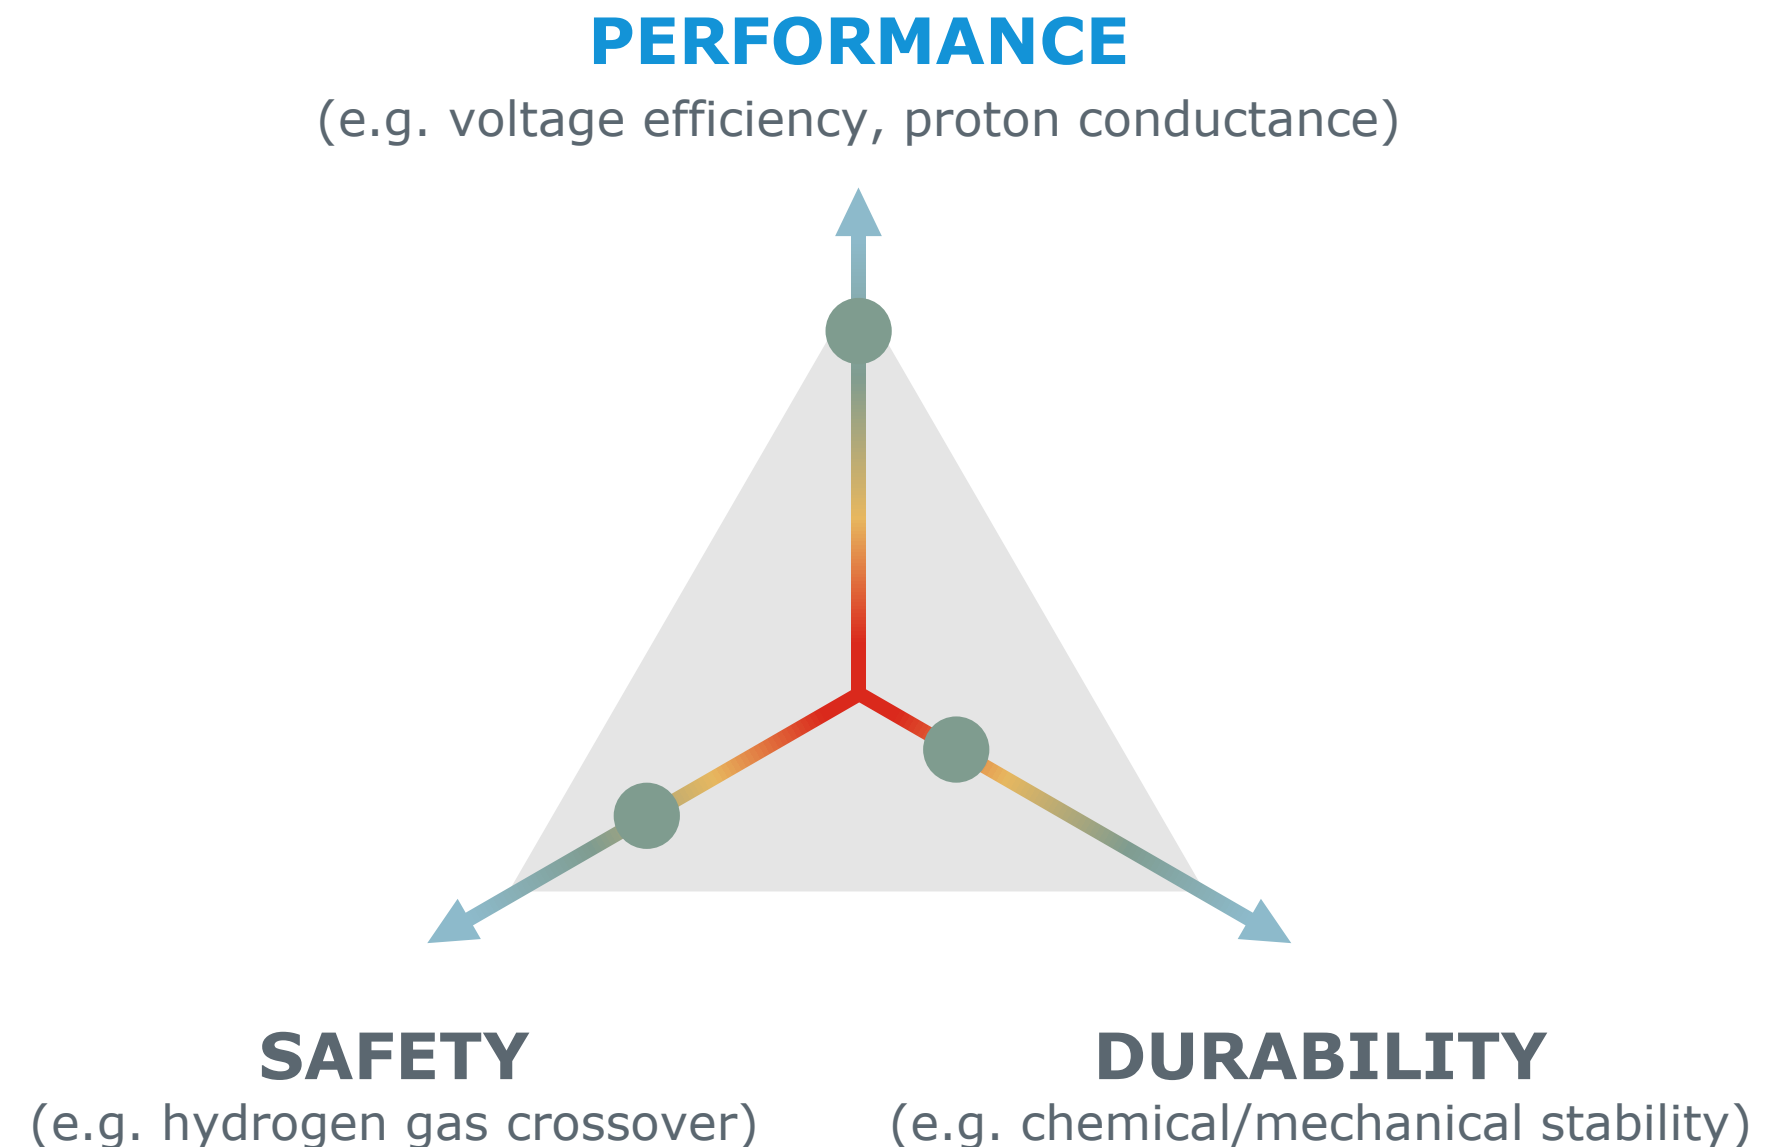 PERFORMANCE
(e.g. voltage efficiency, proton conductance)
SAFETY
(e.g. hydrogen gas crossover)
DURABILITY
(e.g. chemical/mechanical stability)